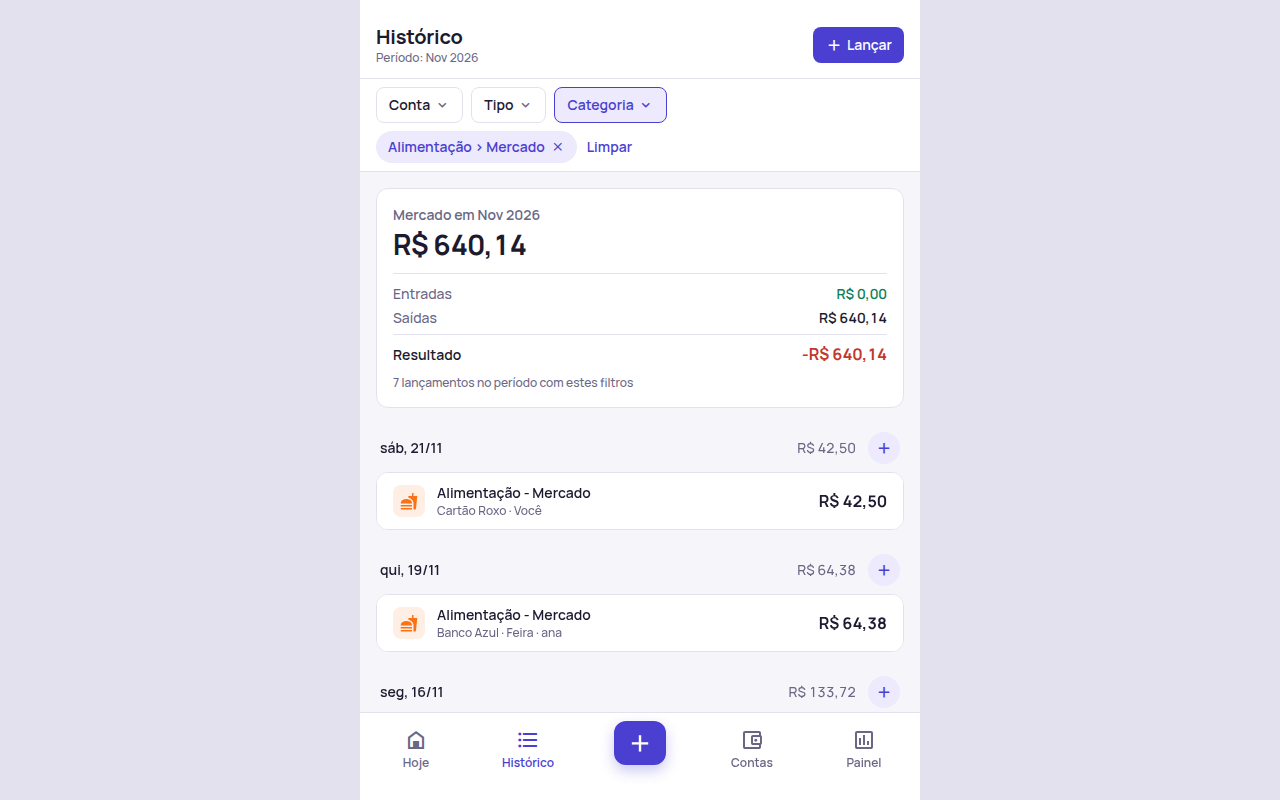 Histórico
Período: Nov 2026
Lançar
Conta
Tipo
Categoria
Alimentação › Mercado
Limpar
Mercado em Nov 2026
R$ 640,14
Entradas R$ 0,00
Saídas R$ 640,14
Resultado -R$ 640,14
7 lançamentos no período com estes filtros
sáb, 21/11 R$ 42,50
Alimentação - Mercado
Cartão Roxo · Você
R$ 42,50
qui, 19/11 R$ 64,38
Alimentação - Mercado
Banco Azul · Feira · ana
R$ 64,38
seg, 16/11 R$ 133,72
Hoje
Histórico
Contas
Painel